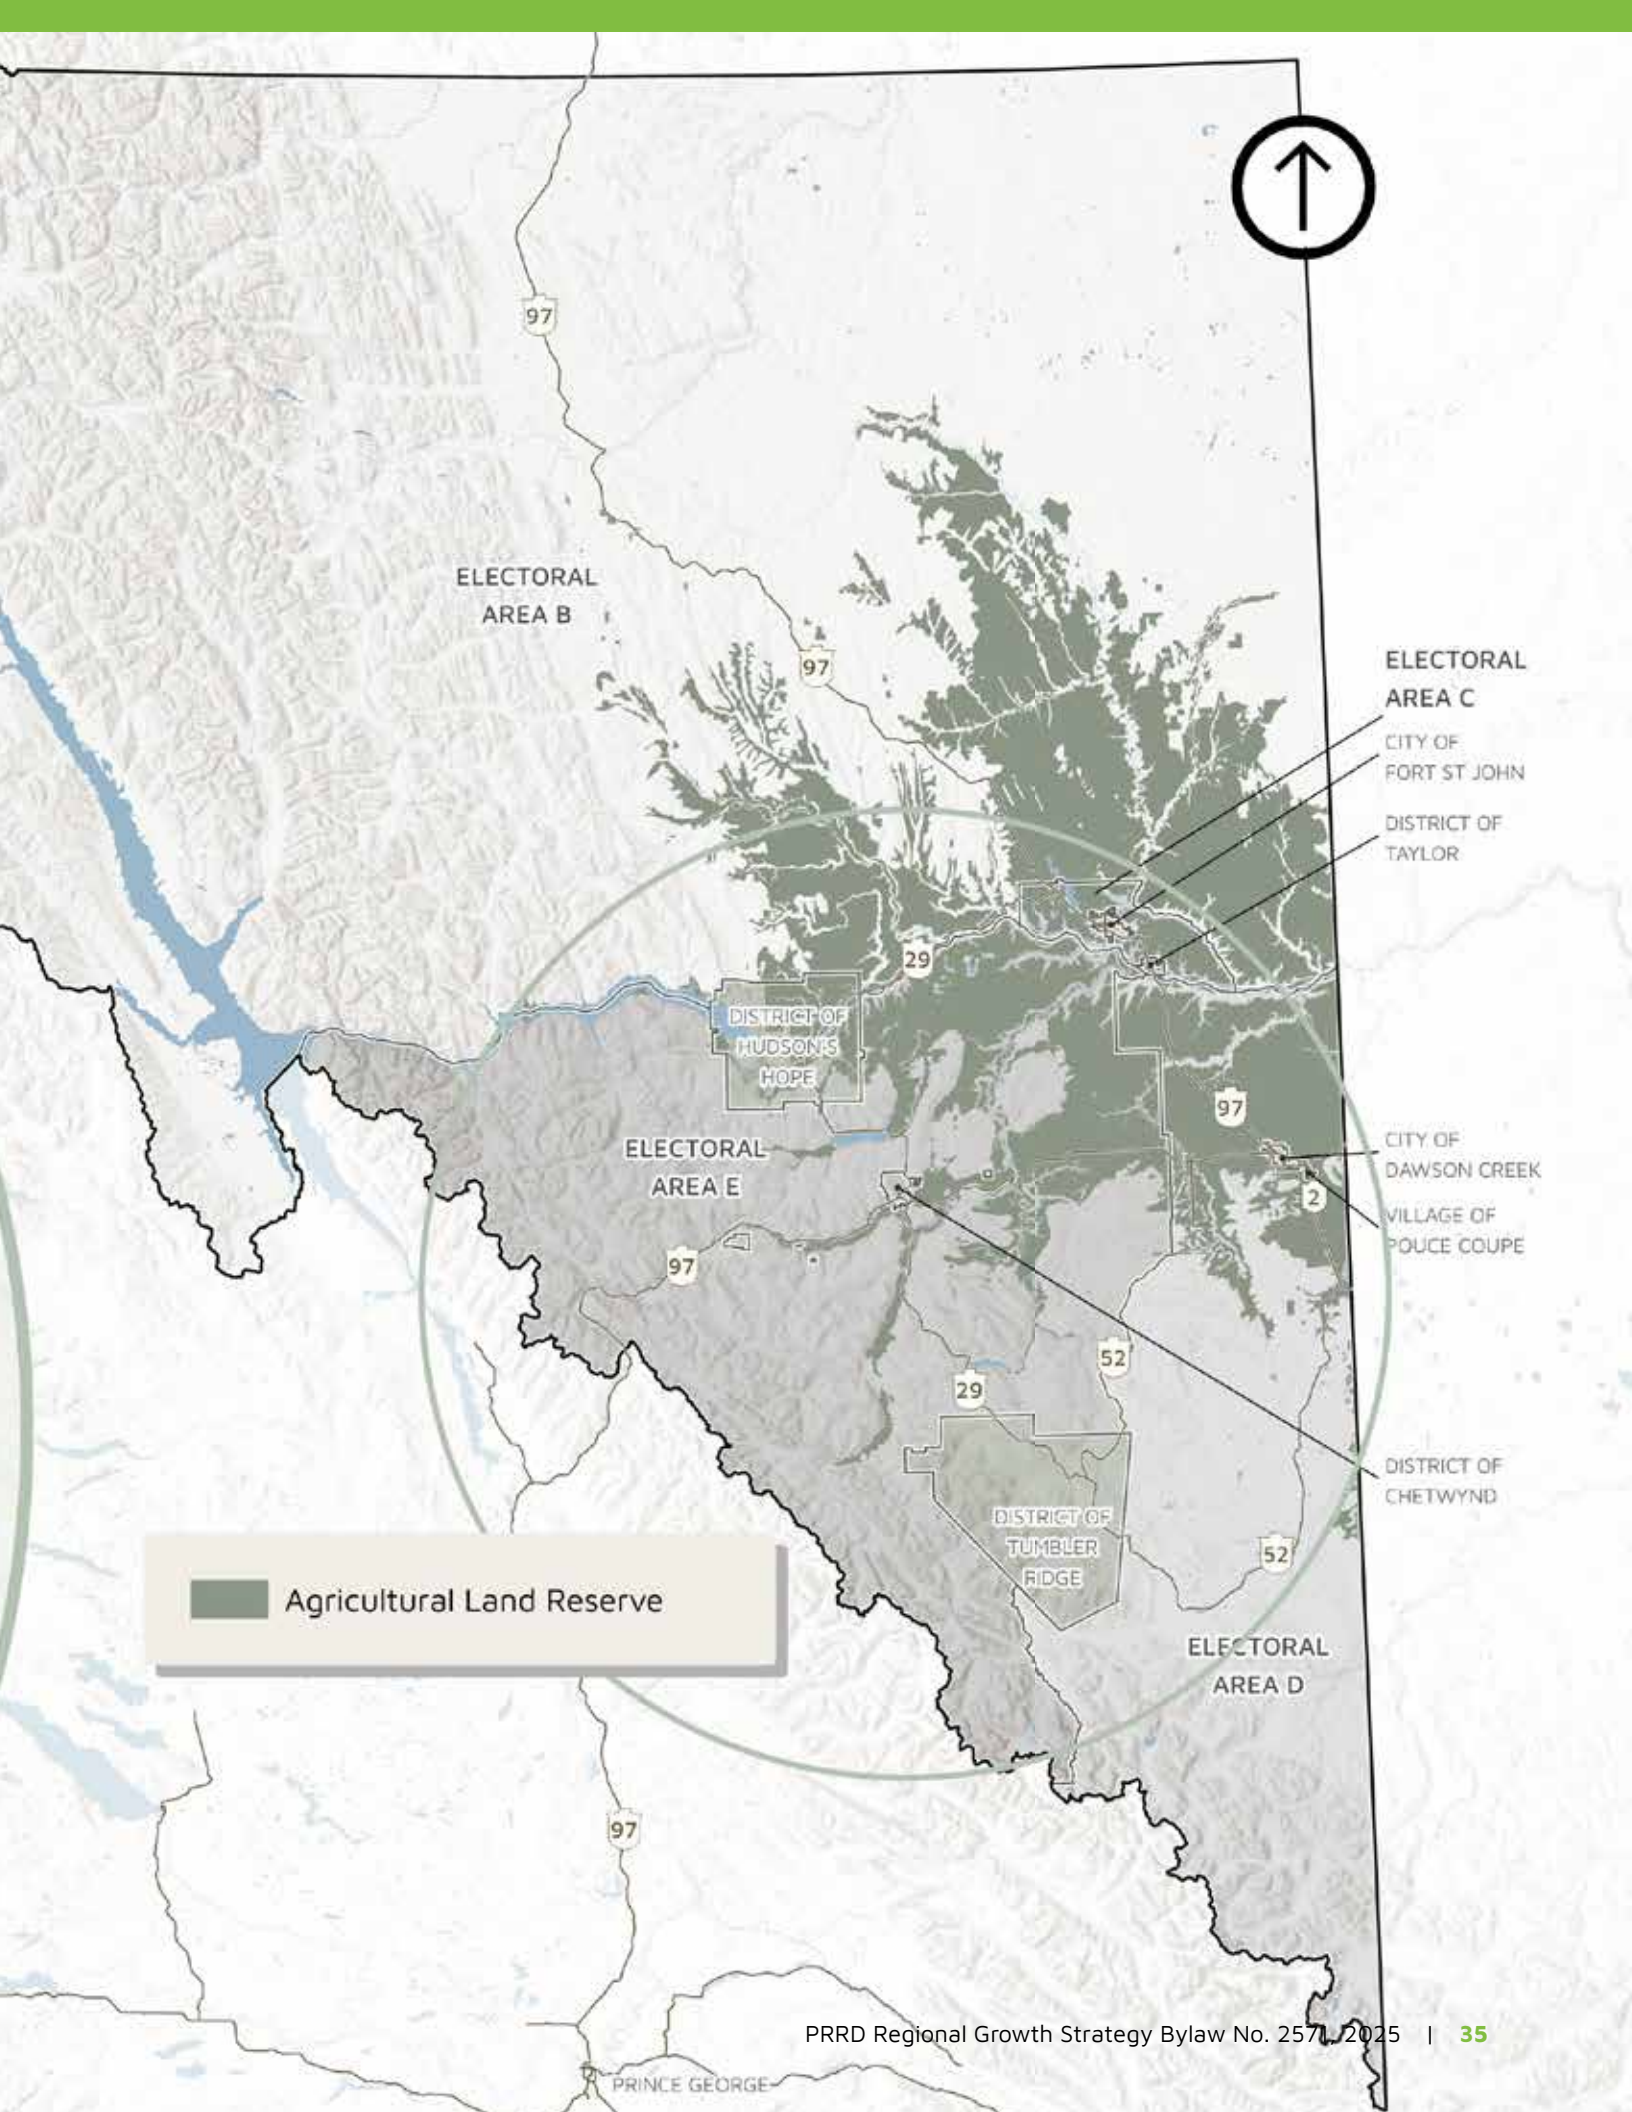 97
ELECTORAL
AREA B
97
ELECTORAL
AREA C
CITY OF
FORT ST JOHN
DISTRICT OF
TAYLOR
29
DISTRICT OF
HUDSON'S
HOPE
97
ELECTORAL
AREA E
CITY OF
DAWSON CREEK
2
VILLAGE OF
POUCE COUPE
97
52
29
DISTRICT OF
CHETWYND
DISTRICT OF
TUMBLER
RIDGE
52
Agricultural Land Reserve
ELECTORAL
AREA D
97
PRRD Regional Growth Strategy Bylaw No. 2571, 2025 | 35
PRINCE GEORGE